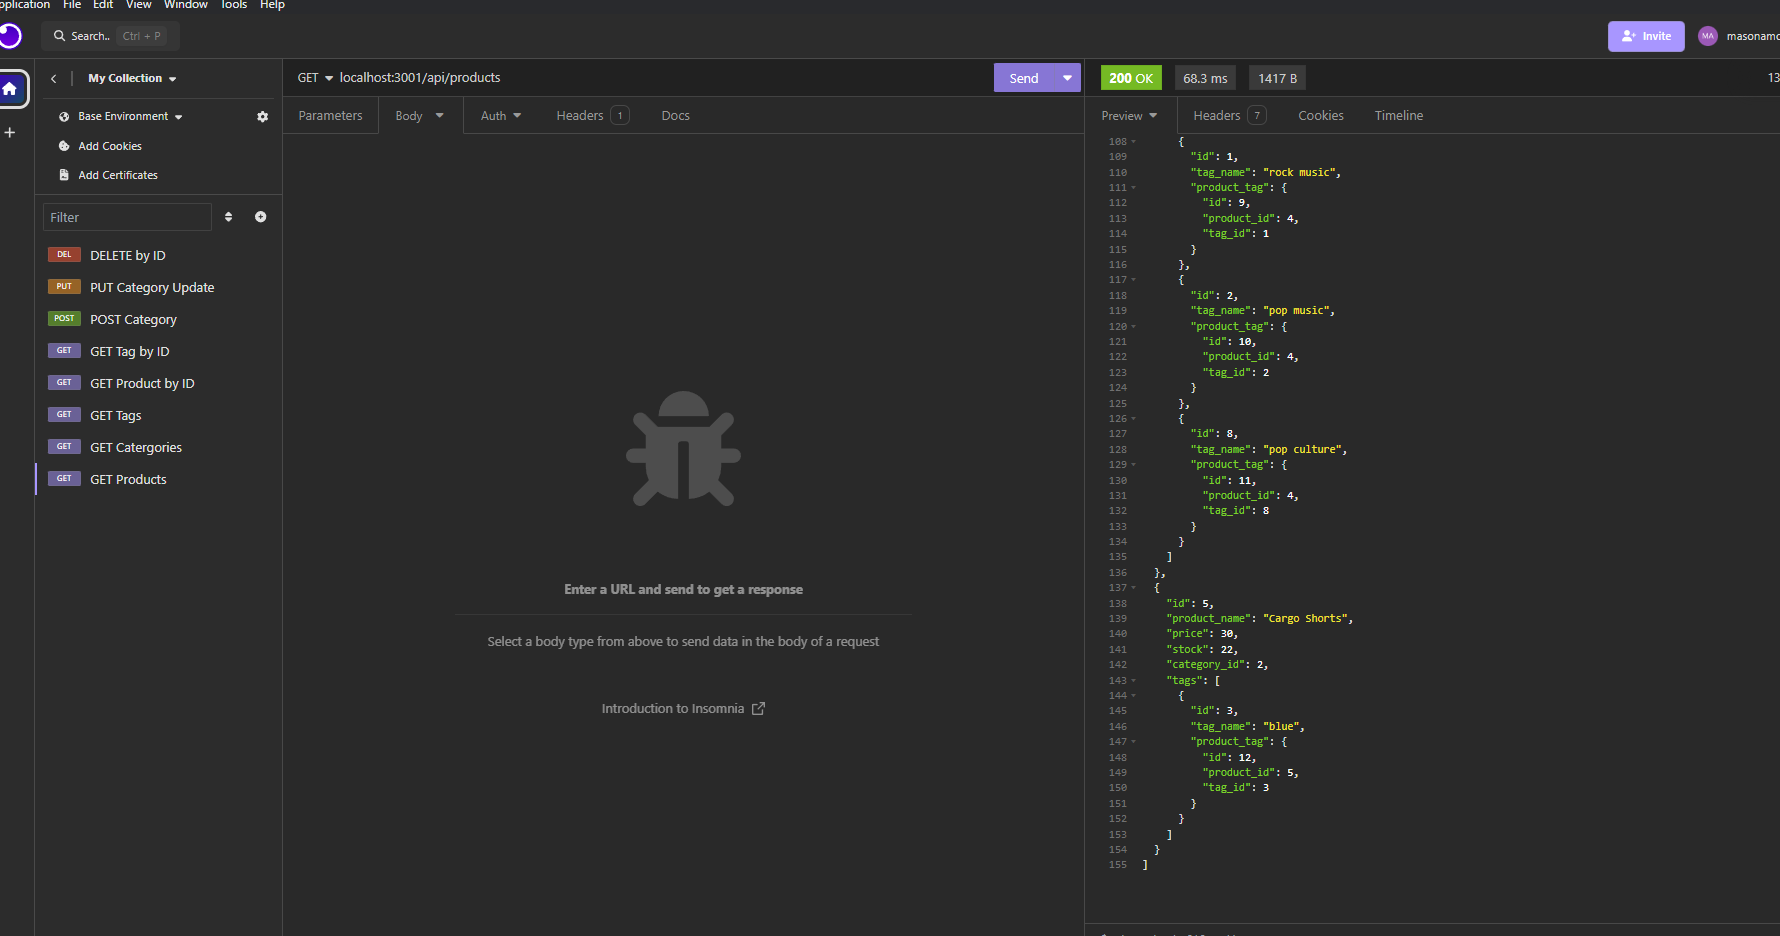 pplication File Edit View Window Tools Help
Search.. Ctrl + P
Invite MA masonamc
My Collection
Base Environment
Add Cookies
Add Certificates
Filter
DEL DELETE by ID
PUT PUT Category Update
POST POST Category
GET GET Tag by ID
GET GET Product by ID
GET GET Tags
GET GET Catergories
GET GET Products
GET localhost:3001/api/products Send
Parameters Body Auth Headers 1 Docs
Enter a URL and send to get a response
Select a body type from above to send data in the body of a request
Introduction to Insomnia
200 OK 68.3 ms 1417 B 13
Preview Headers 7 Cookies Timeline
108 {
109 "id": 1,
110 "tag_name": "rock music",
111 "product_tag": {
112 "id": 9,
113 "product_id": 4,
114 "tag_id": 1
115 }
116 },
117 {
118 "id": 2,
119 "tag_name": "pop music",
120 "product_tag": {
121 "id": 10,
122 "product_id": 4,
123 "tag_id": 2
124 }
125 },
126 {
127 "id": 8,
128 "tag_name": "pop culture",
129 "product_tag": {
130 "id": 11,
131 "product_id": 4,
132 "tag_id": 8
133 }
134 }
135 ]
136 },
137 {
138 "id": 5,
139 "product_name": "Cargo Shorts",
140 "price": 30,
141 "stock": 22,
142 "category_id": 2,
143 "tags": [
144 {
145 "id": 3,
146 "tag_name": "blue",
147 "product_tag": {
148 "id": 12,
149 "product_id": 5,
150 "tag_id": 3
151 }
152 }
153 ]
154 }
155 ]